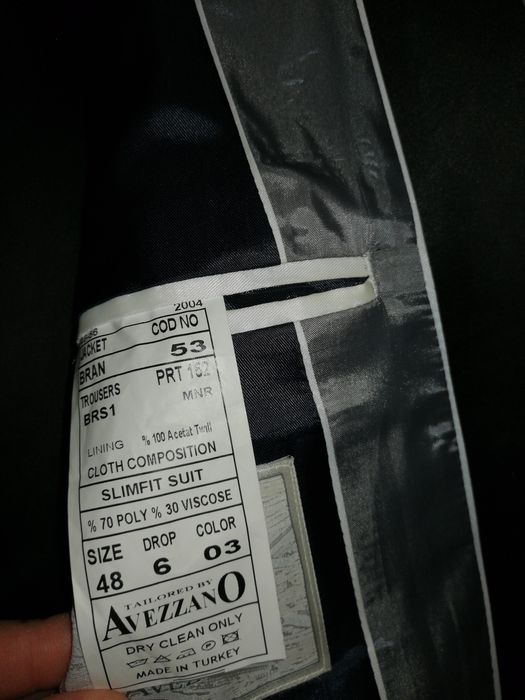 2004
JACKET COD NO
BRAN 53
TROUSERS PRT 162
BRS1 MNR
LINING % 100 Acetat Twill
CLOTH COMPOSITION
SLIMFIT SUIT
% 70 POLY % 30 VISCOSE
SIZE DROP COLOR
48 6 03
TAILORED BY
AVEZZANO
DRY CLEAN ONLY
MADE IN TURKEY